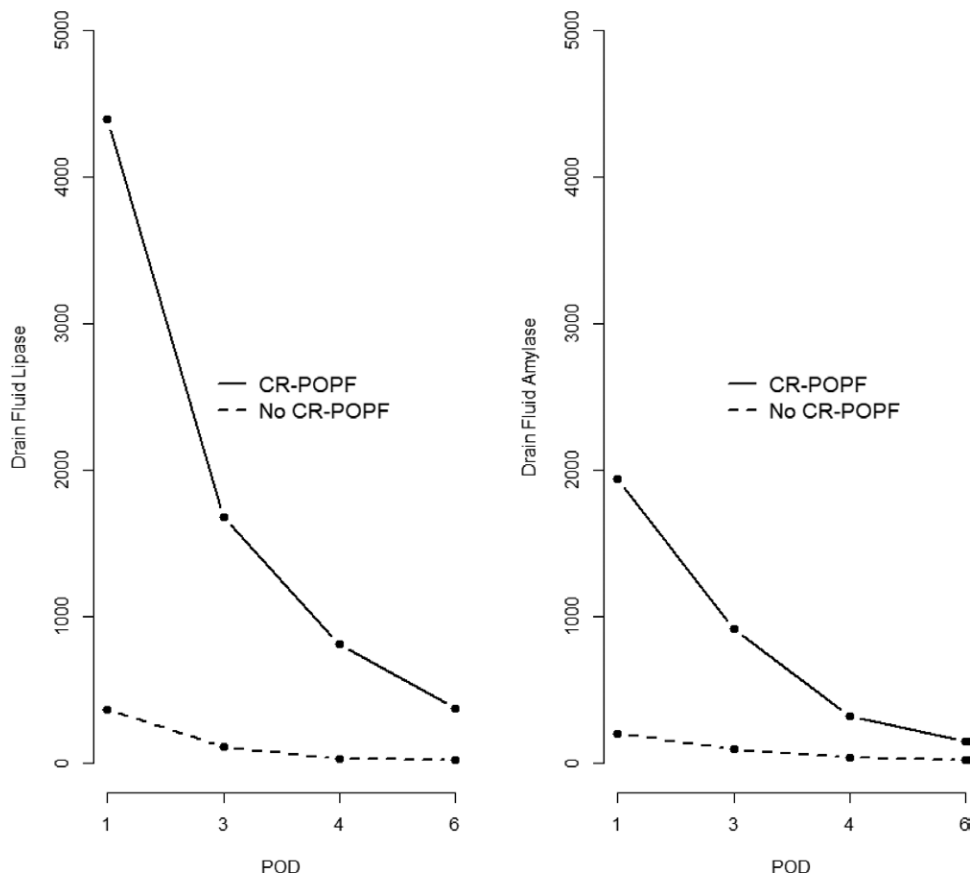 5000
4000
3000
2000
1000
0
Drain Fluid Lipase
CR-POPF
No CR-POPF
1 3 4 6
POD
5000
4000
3000
2000
1000
0
Drain Fluid Amylase
CR-POPF
No CR-POPF
1 3 4 6
POD